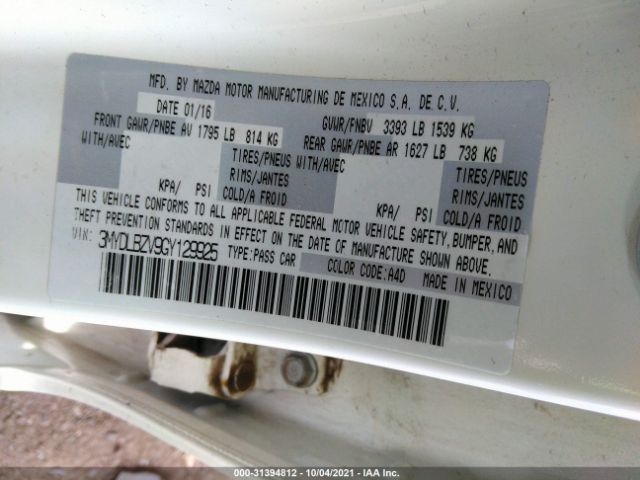 MFD. BY MAZDA MOTOR MANUFACTURING DE MEXICO S.A. DE C.V.
DATE 01/16 GVWR/PNBV 3393 LB 1539 KG
FRONT GAWR/PNBE AV 1795 LB 814 KG REAR GAWR/PNBE AR 1627 LB 738 KG
WITH/AVEC TIRES/PNEUS WITH/AVEC TIRES/PNEUS
RIMS/JANTES RIMS/JANTES
KPA/ PSI COLD/A FROID KPA/ PSI COLD/A FROID
THIS VEHICLE CONFORMS TO ALL APPLICABLE FEDERAL MOTOR VEHICLE SAFETY, BUMPER, AND
THEFT PREVENTION STANDARDS IN EFFECT ON THE DATE OF MANUFACTURE SHOWN ABOVE.
VIN: 3MYDLBZV9GY129925 TYPE:PASS CAR
COLOR CODE:A4D MADE IN MEXICO
000-31394812 - 10/04/2021 - IAA Inc.